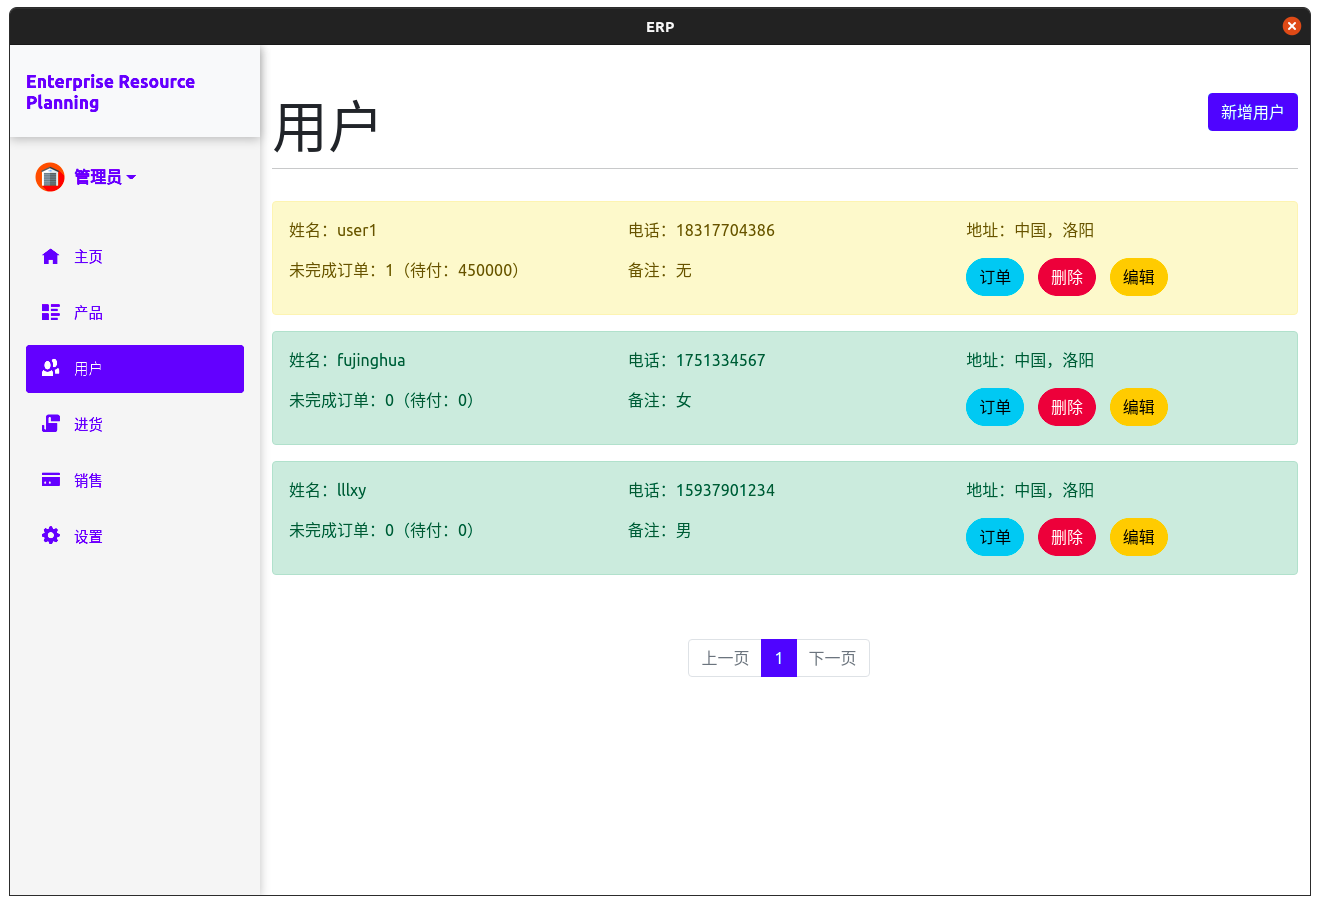 ERP
Enterprise Resource
Planning
管理员
主页
产品
用户
进货
销售
设置
用户
新增用户
姓名：user1
电话：18317704386
地址：中国，洛阳
未完成订单：1（待付：450000）
备注：无
订单 删除 编辑
姓名：fujinghua
电话：1751334567
地址：中国，洛阳
未完成订单：0（待付：0）
备注：女
订单 删除 编辑
姓名：lllxy
电话：15937901234
地址：中国，洛阳
未完成订单：0（待付：0）
备注：男
订单 删除 编辑
上一页 1 下一页